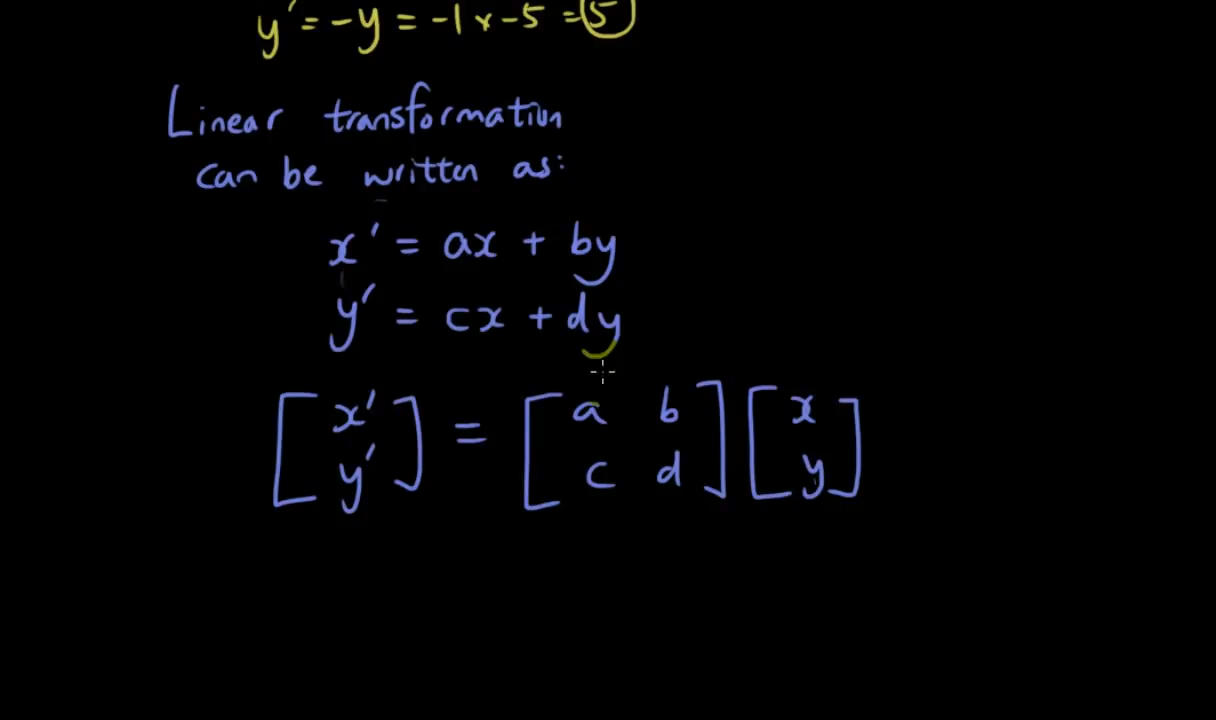 y' = -y = -1 x -5 = 5
Linear transformation
can be written as:
x' = ax + by
y' = cx + dy
[ x' ] = [ a b ] [ x ]
[ y' ] [ c d ] [ y ]